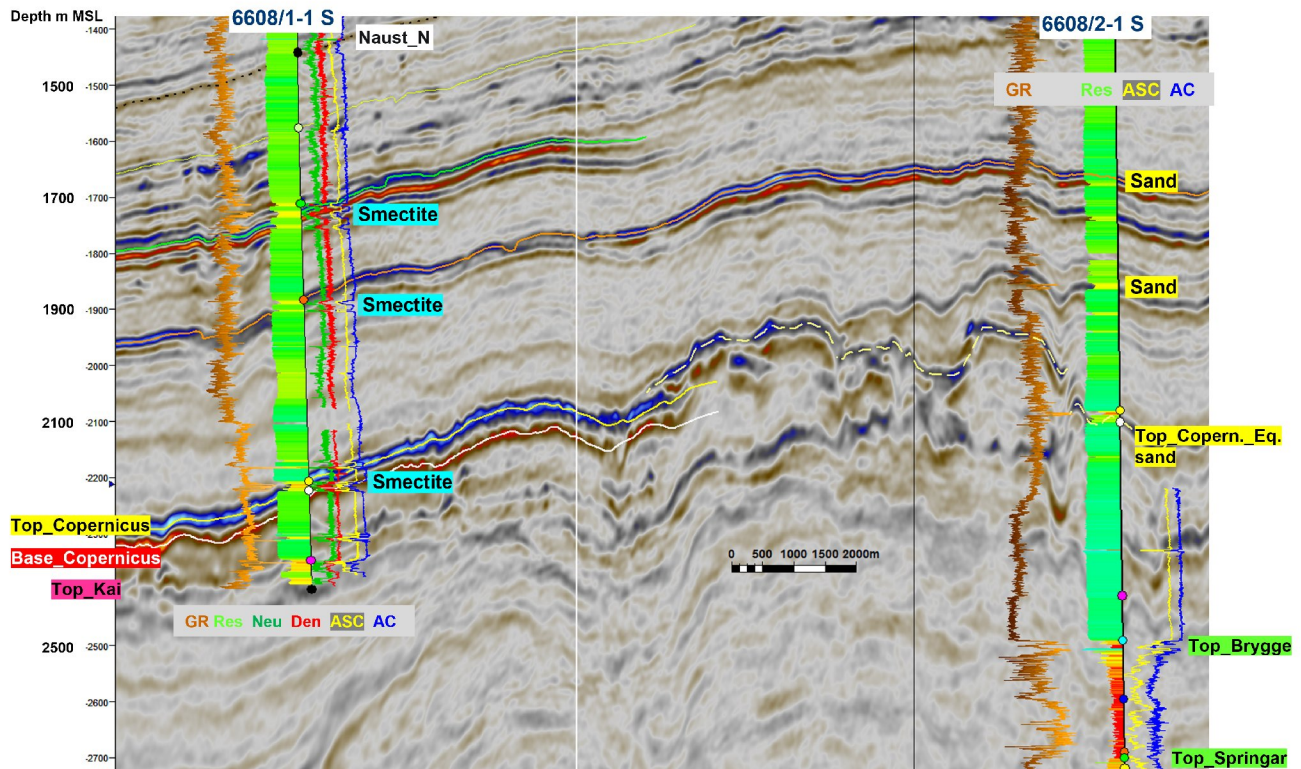 Depth m MSL
6608/1-1 S
6608/2-1 S
Naust_N
-1400
1500
-1500
GR Res ASC AC
-1600
Sand
1700
-1700
Smectite
-1800
Sand
1900
-1900
Smectite
-2000
2100
-2100
Top_Copern._Eq.
sand
-2200
Smectite
Top_Copernicus
-2300
Base_Copernicus
0 500 1000 1500 2000m
Top_Kai
-2400
GR Res Neu Den ASC AC
2500
-2500
Top_Brygge
-2600
-2700
Top_Springar